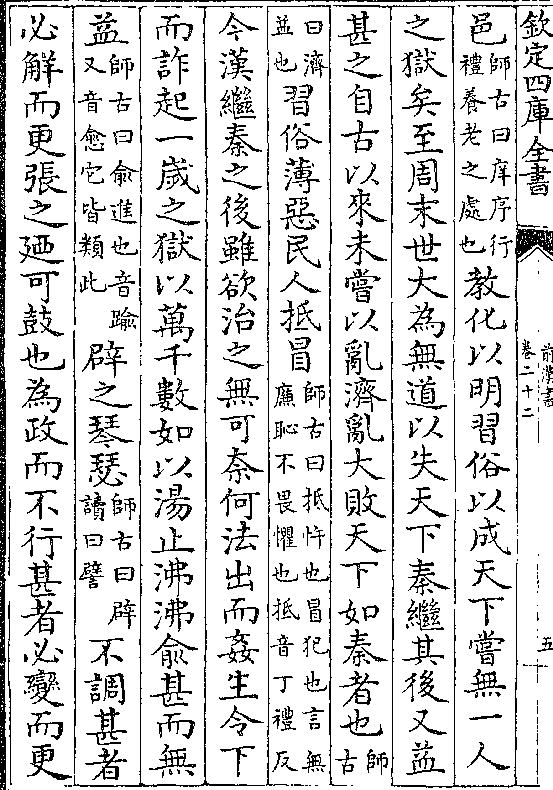 欽定四庫全書
前漢書
卷二十二
五
邑師古曰庠序行禮養老之處也教化以明習俗以成天下嘗無一人
之獄矣至周末世大為無道以失天下秦繼其後又益
甚之自古以來未嘗以亂濟亂大敗天下如秦者也師古
曰濟益也習俗薄惡民人抵冒師古曰抵忤也冒犯也言無廉恥不畏懼也抵音丁禮反
今漢繼秦之後雖欲治之無可奈何法出而姦生令下
而詐起一歲之獄以萬千數如以湯止沸沸俞甚而無
益師古曰俞進也音踰又音愈它皆類此辟之琴瑟師古曰辟讀曰譬不調甚者
必解而更張之廼可鼓也為政而不行甚者必變而更